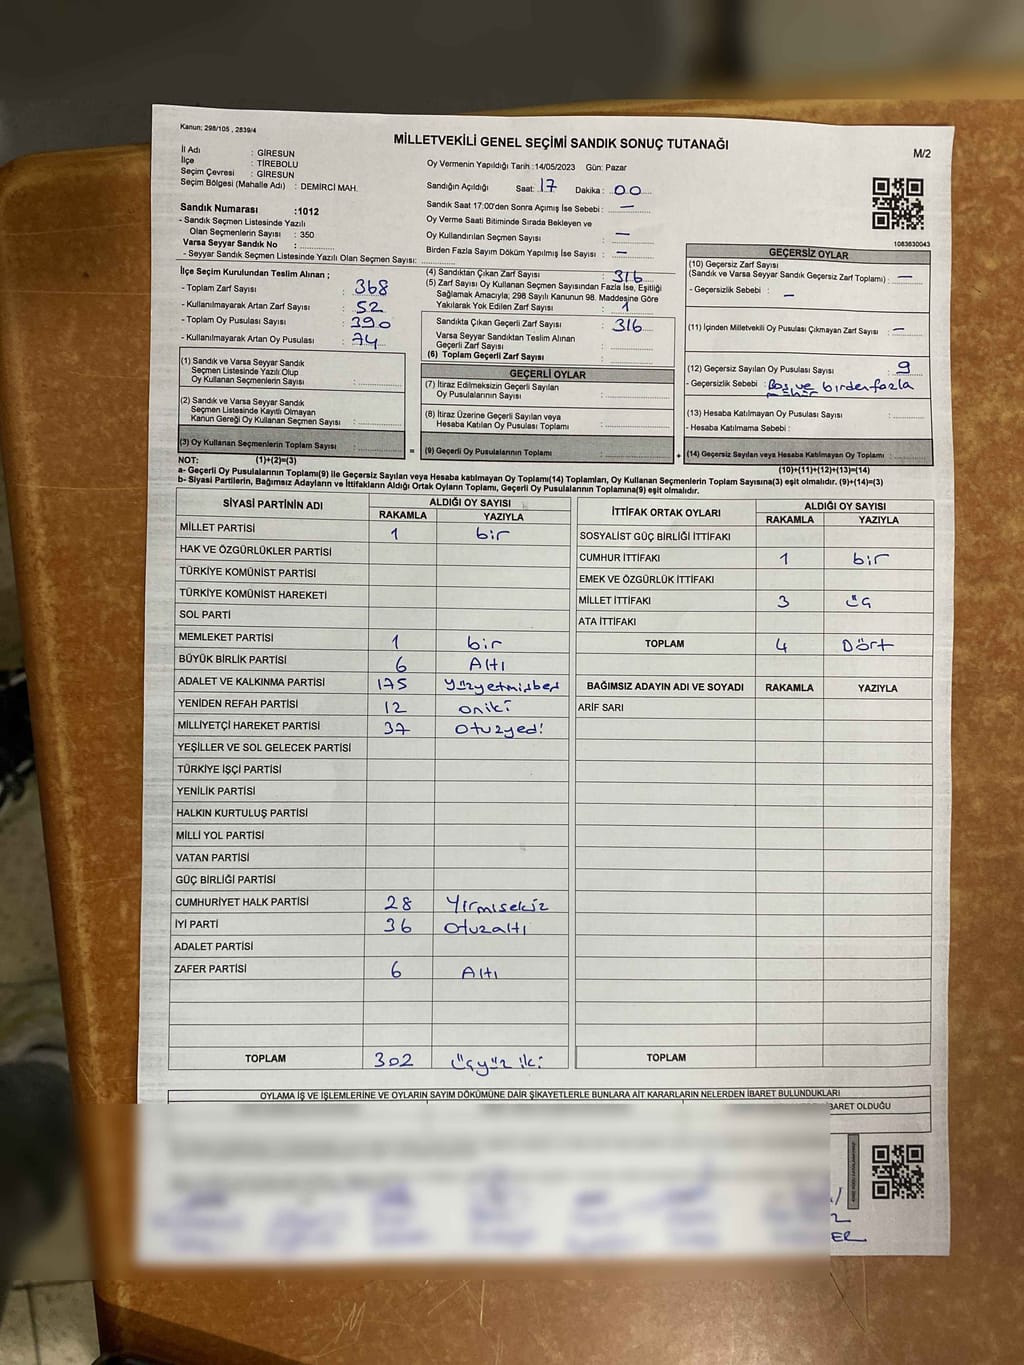 Kanun; 298/105 , 2839/4
MİLLETVEKİLİ GENEL SEÇİMİ SANDIK SONUÇ TUTANAĞI
M/2
İl Adı : GİRESUN
İlçe : TİREBOLU
Seçim Çevresi : GİRESUN
Seçim Bölgesi (Mahalle Adı) : DEMİRCİ MAH.
Oy Vermenin Yapıldığı Tarih :14/05/2023 Gün: Pazar
Sandığın Açıldığı Saat: 17 Dakika : 00
Sandık Saat 17:00'den Sonra Açılmış İse Sebebi : —
Oy Verme Saati Bitiminde Sırada Bekleyen ve
Oy Kullandırılan Seçmen Sayısı : —
Birden Fazla Sayım Döküm Yapılmış İse Sayısı : —
1083630043
Sandık Numarası :1012
- Sandık Seçmen Listesinde Yazılı
Olan Seçmenlerin Sayısı : 350
Varsa Seyyar Sandık No :
- Seyyar Sandık Seçmen Listesinde Yazılı Olan Seçmen Sayısı:
İlçe Seçim Kurulundan Teslim Alınan ;
- Toplam Zarf Sayısı : 368
- Kullanılmayarak Artan Zarf Sayısı : 52
- Toplam Oy Pusulası Sayısı : 390
- Kullanılmayarak Artan Oy Pusulası : 74
(1) Sandık ve Varsa Seyyar Sandık
Seçmen Listesinde Yazılı Olup
Oy Kullanan Seçmenlerin Sayısı :
(2) Sandık ve Varsa Seyyar Sandık
Seçmen Listesinde Kayıtlı Olmayan
Kanun Gereği Oy Kullanan Seçmen Sayısı :
(3) Oy Kullanan Seçmenlerin Toplam Sayısı :
(4) Sandıktan Çıkan Zarf Sayısı : 316
(5) Zarf Sayısı Oy Kullanan Seçmen Sayısından Fazla İse, Eşitliği
Sağlamak Amacıyla; 298 Sayılı Kanunun 98. Maddesine Göre
Yakılarak Yok Edilen Zarf Sayısı : 1
Sandıkta Çıkan Geçerli Zarf Sayısı : 316
Varsa Seyyar Sandıktan Teslim Alınan
Geçerli Zarf Sayısı :
(6) Toplam Geçerli Zarf Sayısı :
GEÇERLİ OYLAR
(7) İtiraz Edilmeksizin Geçerli Sayılan
Oy Pusulalarının Sayısı :
(8) İtiraz Üzerine Geçerli Sayılan veya
Hesaba Katılan Oy Pusulası Toplamı :
= (9) Geçerli Oy Pusulalarının Toplamı :
GEÇERSİZ OYLAR
(10) Geçersiz Zarf Sayısı
(Sandık ve Varsa Seyyar Sandık Geçersiz Zarf Toplamı) : —
- Geçersizlik Sebebi : —
(11) İçinden Milletvekili Oy Pusulası Çıkmayan Zarf Sayısı : —
(12) Geçersiz Sayılan Oy Pusulası Sayısı : 9
- Geçersizlik Sebebi : Boş ve birden fazla
mühür
(13) Hesaba Katılmayan Oy Pusulası Sayısı :
- Hesaba Katılmama Sebebi :
+ (14) Geçersiz Sayılan veya Hesaba Katılmayan Oy Toplamı :
NOT: (1)+(2)=(3)
(10)+(11)+(12)+(13)=(14)
a- Geçerli Oy Pusulalarının Toplamı(9) ile Geçersiz Sayılan veya Hesaba katılmayan Oy Toplamı(14) Toplamları, Oy Kullanan Seçmenlerin Toplam Sayısına(3) eşit olmalıdır. (9)+(14)=(3)
b- Siyasi Partilerin, Bağımsız Adayların ve İttifakların Aldığı Ortak Oyların Toplamı, Geçerli Oy Pusulalarının Toplamına(9) eşit olmalıdır.
SİYASİ PARTİNİN ADI ALDIĞI OY SAYISI
RAKAMLA YAZIYLA
MİLLET PARTİSİ 1 bir
HAK VE ÖZGÜRLÜKLER PARTİSİ
TÜRKİYE KOMÜNİST PARTİSİ
TÜRKİYE KOMÜNİST HAREKETİ
SOL PARTİ
MEMLEKET PARTİSİ 1 bir
BÜYÜK BİRLİK PARTİSİ 6 Altı
ADALET VE KALKINMA PARTİSİ 175 Yüzyetmişbeş
YENİDEN REFAH PARTİSİ 12 oniki
MİLLİYETÇİ HAREKET PARTİSİ 37 otuzyedi
YEŞİLLER VE SOL GELECEK PARTİSİ
TÜRKİYE İŞÇİ PARTİSİ
YENİLİK PARTİSİ
HALKIN KURTULUŞ PARTİSİ
MİLLİ YOL PARTİSİ
VATAN PARTİSİ
GÜÇ BİRLİĞİ PARTİSİ
CUMHURİYET HALK PARTİSİ 28 Yirmisekiz
İYİ PARTİ 36 otuzaltı
ADALET PARTİSİ
ZAFER PARTİSİ 6 Altı
TOPLAM 302 üçyüz iki
İTTİFAK ORTAK OYLARI ALDIĞI OY SAYISI
RAKAMLA YAZIYLA
SOSYALİST GÜÇ BİRLİĞİ İTTİFAKI
CUMHUR İTTİFAKI 1 bir
EMEK VE ÖZGÜRLÜK İTTİFAKI
MİLLET İTTİFAKI 3 üç
ATA İTTİFAKI
TOPLAM 4 Dört
BAĞIMSIZ ADAYIN ADI VE SOYADI RAKAMLA YAZIYLA
ARİF SARI
TOPLAM
OYLAMA İŞ VE İŞLEMLERİNE VE OYLARIN SAYIM DÖKÜMÜNE DAİR ŞİKAYETLERLE BUNLARA AİT KARARLARIN NELERDEN İBARET BULUNDUKLARI
BARET OLDUĞU
ER